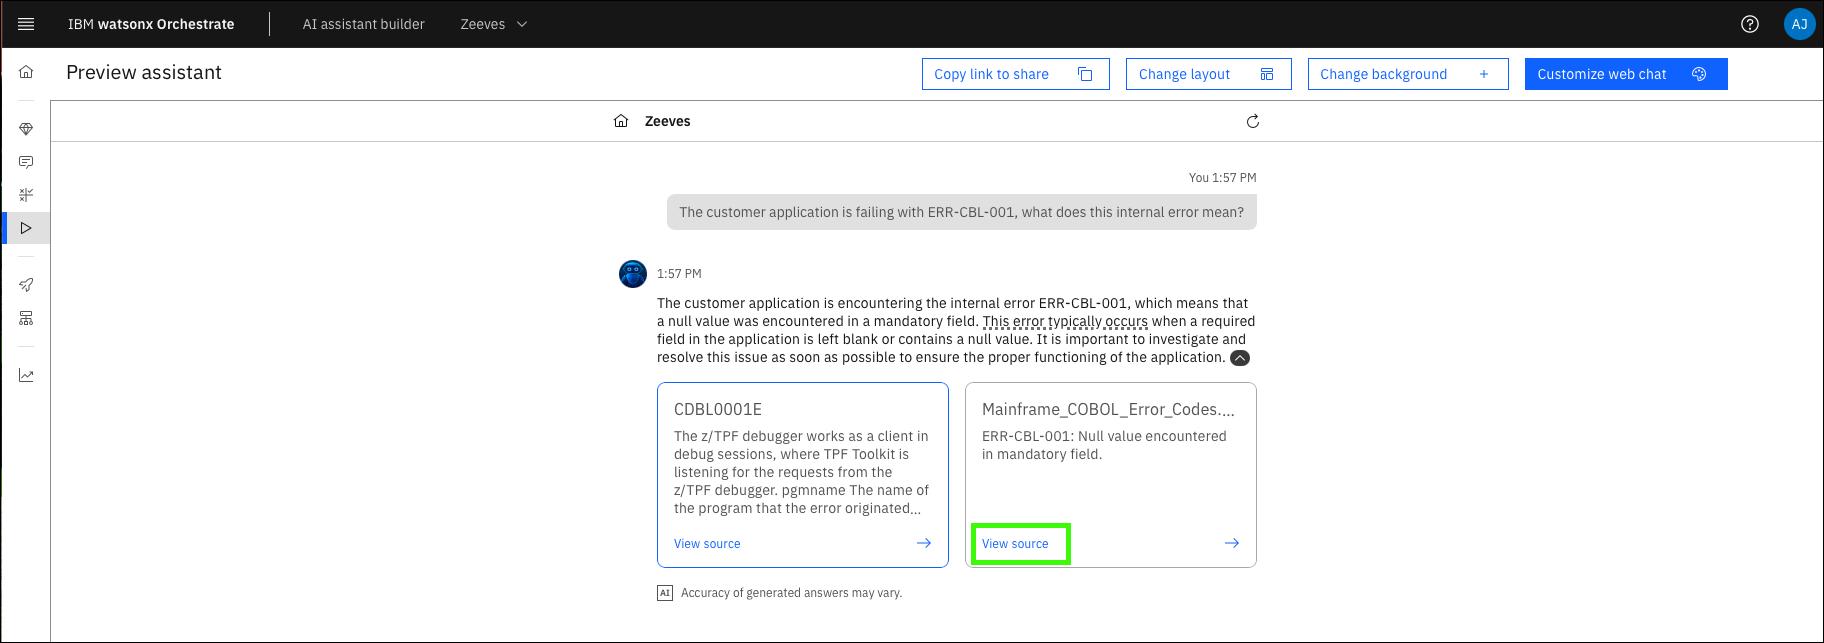 IBM watsonx Orchestrate
AI assistant builder
Zeeves
AJ
Preview assistant
Copy link to share
Change layout
Change background
Customize web chat
Zeeves
You 1:57 PM
The customer application is failing with ERR-CBL-001, what does this internal error mean?
1:57 PM
The customer application is encountering the internal error ERR-CBL-001, which means that
a null value was encountered in a mandatory field. This error typically occurs when a required
field in the application is left blank or contains a null value. It is important to investigate and
resolve this issue as soon as possible to ensure the proper functioning of the application.
CDBL0001E
The z/TPF debugger works as a client in
debug sessions, where TPF Toolkit is
listening for the requests from the
z/TPF debugger. pgmname The name of
the program that the error originated...
View source
Mainframe_COBOL_Error_Codes....
ERR-CBL-001: Null value encountered
in mandatory field.
View source
AI Accuracy of generated answers may vary.